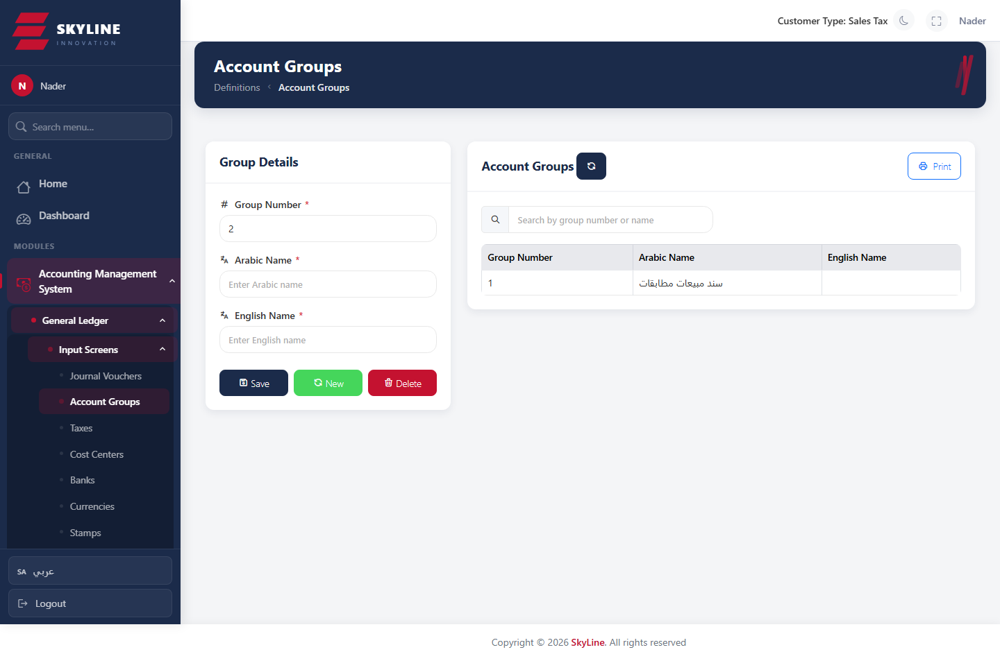 SKYLINE
INNOVATION
N Nader
Search menu...
GENERAL
Home
Dashboard
MODULES
Accounting Management
System
General Ledger
Input Screens
Journal Vouchers
Account Groups
Taxes
Cost Centers
Banks
Currencies
Stamps
SA عربي
Logout
Customer Type: Sales Tax
Nader
Account Groups
Definitions < Account Groups
Group Details
# Group Number *
2
Arabic Name *
Enter Arabic name
English Name *
Enter English name
Save New Delete
Account Groups
Print
Search by group number or name
Group Number Arabic Name English Name
1 سند مبيعات مطابقات
Copyright © 2026 SkyLine. All rights reserved